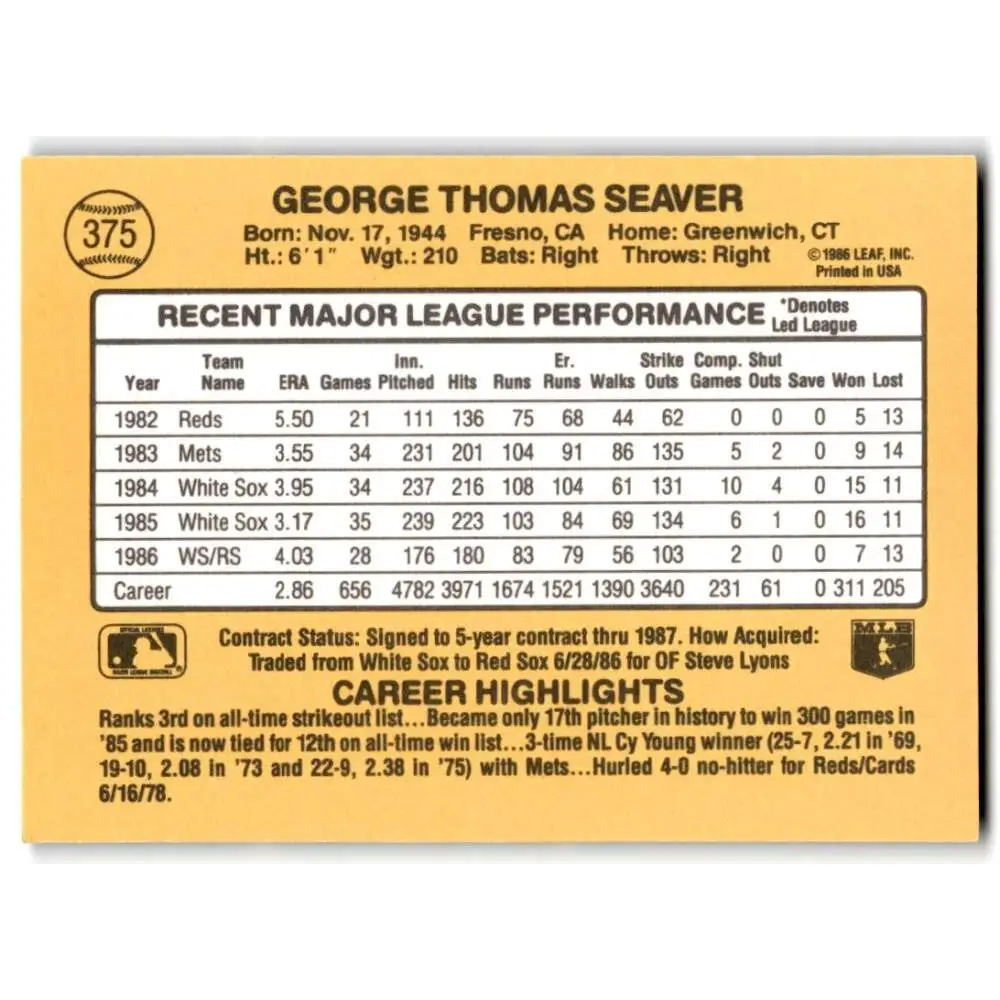 375
GEORGE THOMAS SEAVER
Born: Nov. 17, 1944 Fresno, CA Home: Greenwich, CT
Ht.: 6'1" Wgt.: 210 Bats: Right Throws: Right
©1986 LEAF, INC.
Printed in USA
RECENT MAJOR LEAGUE PERFORMANCE *Denotes Led League
Year Team Name ERA Games Inn. Pitched Hits Runs Er. Runs Walks Strike Outs Comp. Games Shut Outs Save Won Lost
1982 Reds 5.50 21 111 136 75 68 44 62 0 0 0 5 13
1983 Mets 3.55 34 231 201 104 91 86 135 5 2 0 9 14
1984 White Sox 3.95 34 237 216 108 104 61 131 10 4 0 15 11
1985 White Sox 3.17 35 239 223 103 84 69 134 6 1 0 16 11
1986 WS/RS 4.03 28 176 180 83 79 56 103 2 0 0 7 13
Career 2.86 656 4782 3971 1674 1521 1390 3640 231 61 0 311 205
OFFICIAL LICENSEE
MAJOR LEAGUE BASEBALL
Contract Status: Signed to 5-year contract thru 1987. How Acquired:
Traded from White Sox to Red Sox 6/28/86 for OF Steve Lyons
MLB
CAREER HIGHLIGHTS
Ranks 3rd on all-time strikeout list...Became only 17th pitcher in history to win 300 games in
'85 and is now tied for 12th on all-time win list...3-time NL Cy Young winner (25-7, 2.21 in '69,
19-10, 2.08 in '73 and 22-9, 2.38 in '75) with Mets...Hurled 4-0 no-hitter for Reds/Cards
6/16/78.